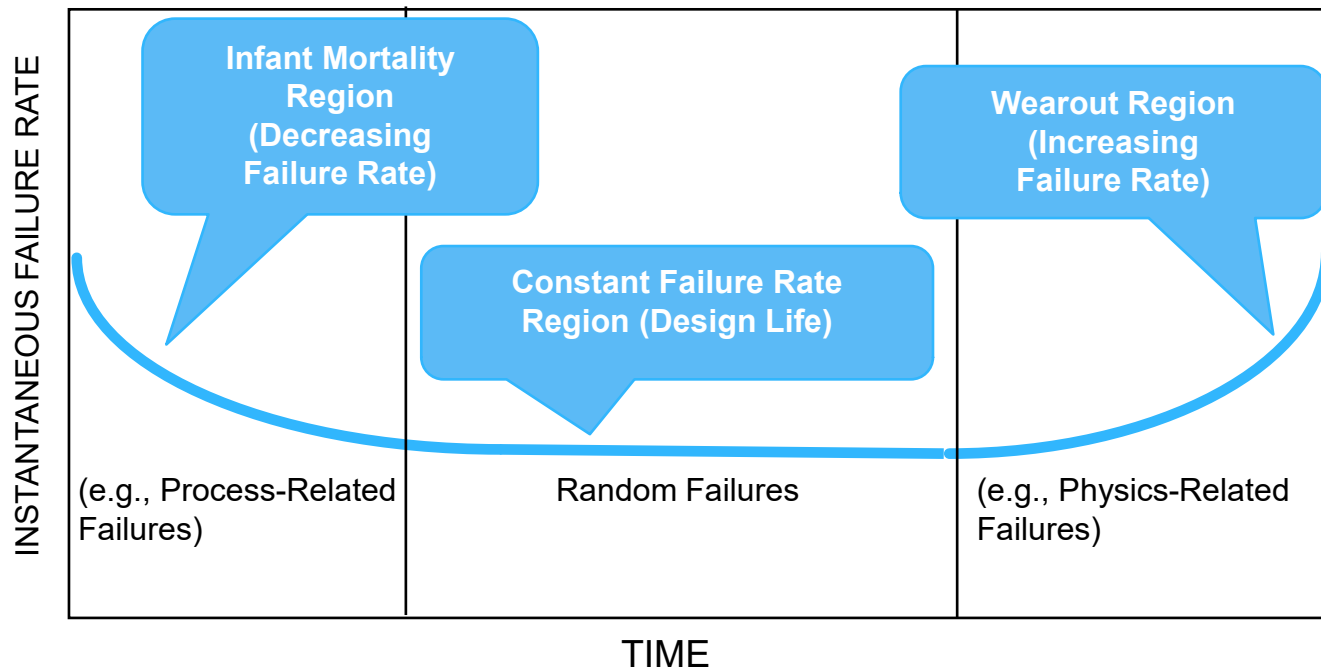 INSTANTANEOUS FAILURE RATE
Infant Mortality
Region
(Decreasing
Failure Rate)
Constant Failure Rate
Region (Design Life)
Wearout Region
(Increasing
Failure Rate)
(e.g., Process-Related
Failures)
Random Failures
(e.g., Physics-Related
Failures)
TIME